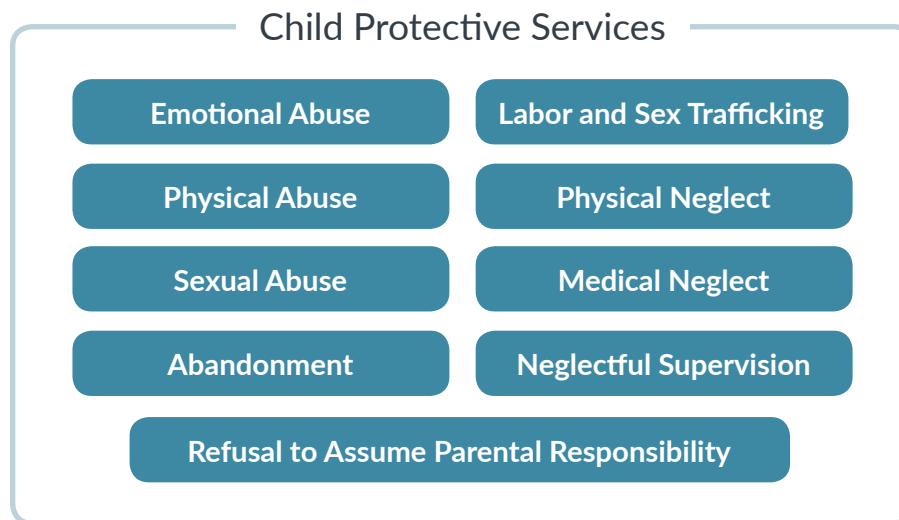 Child Protective Services
Emotional Abuse
Labor and Sex Trafficking
Physical Abuse
Physical Neglect
Sexual Abuse
Medical Neglect
Abandonment
Neglectful Supervision
Refusal to Assume Parental Responsibility